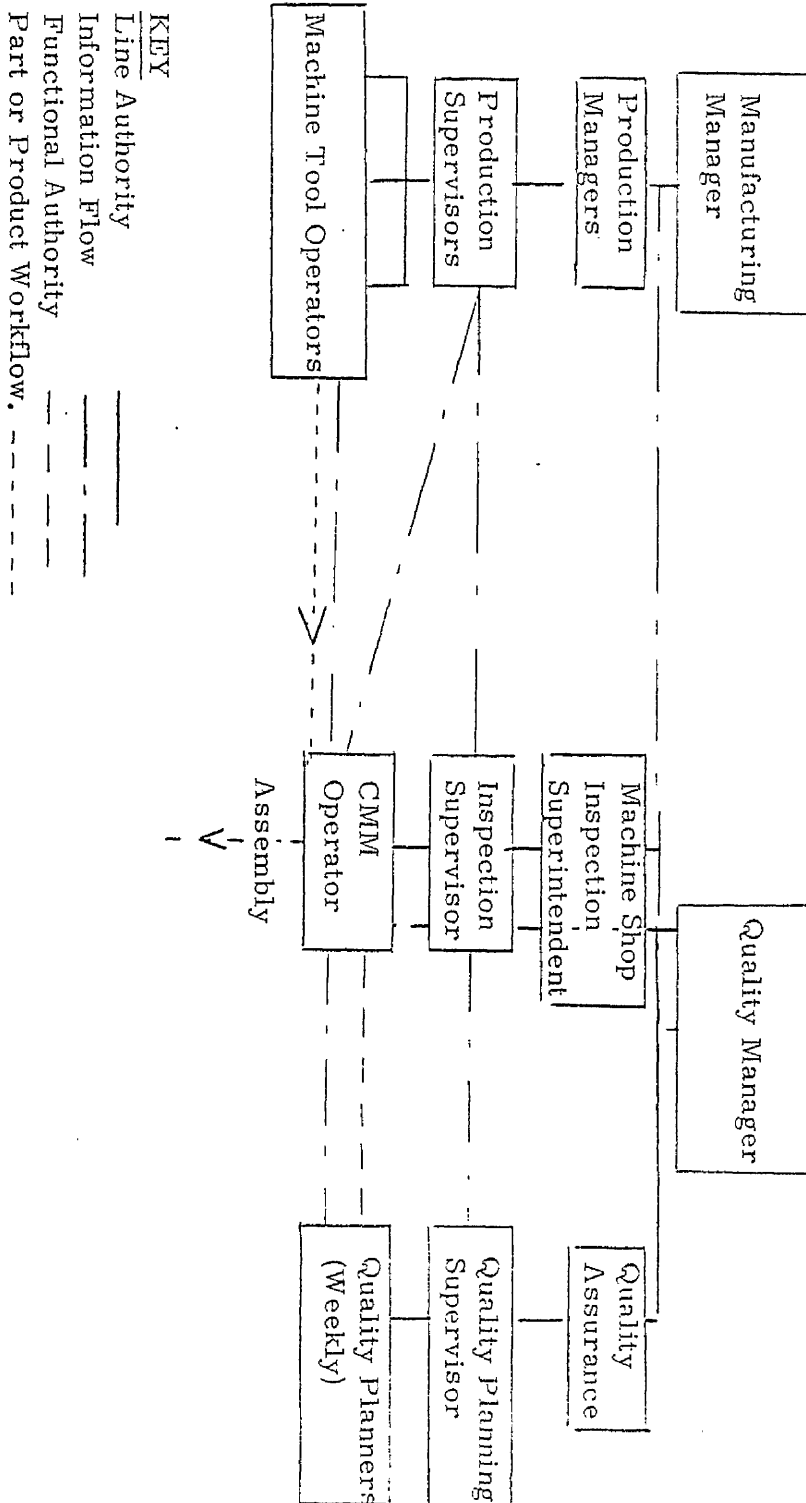 Manufacturing
Manager
Quality Manager
Production
Managers
Machine Shop
Inspection
Superintendent
Quality
Assurance
Production
Supervisors
Inspection
Supervisor
Quality Planning
Supervisor
Machine Tool Operators
CMM
Operator
Quality Planners
(Weekly)
Assembly
KEY
Line Authority
Information Flow
Functional Authority
Part or Product Workflow.